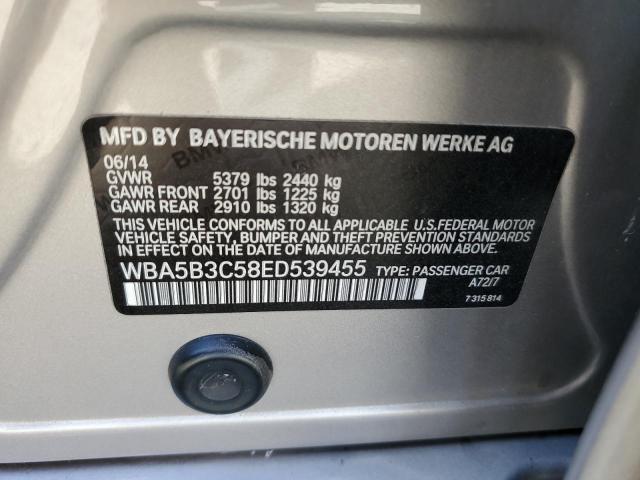 MFD BY BAYERISCHE MOTOREN WERKE AG
06/14
GVWR 5379 lbs 2440 kg
GAWR FRONT 2701 lbs 1225 kg
GAWR REAR 2910 lbs 1320 kg
THIS VEHICLE CONFORMS TO ALL APPLICABLE U.S.FEDERAL MOTOR
VEHICLE SAFETY, BUMPER AND THEFT PREVENTION STANDARDS
IN EFFECT ON THE DATE OF MANUFACTURE SHOWN ABOVE.
WBA5B3C58ED539455 TYPE: PASSENGER CAR
A72/7
7 315 814